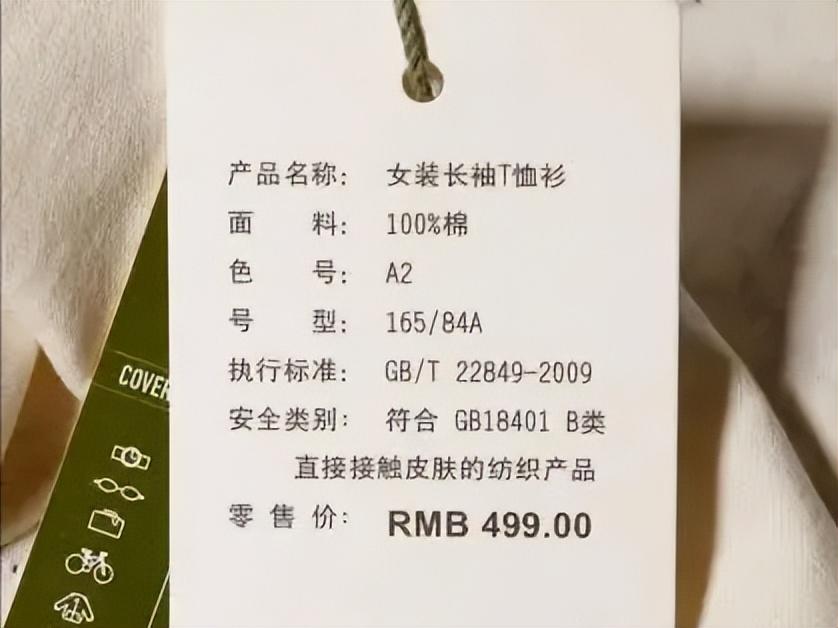 产品名称： 女装长袖T恤衫
面料： 100%棉
色号： A2
号型： 165/84A
执行标准： GB/T 22849-2009
安全类别： 符合 GB18401 B类
直接接触皮肤的纺织产品
零售价： RMB 499.00
COVER